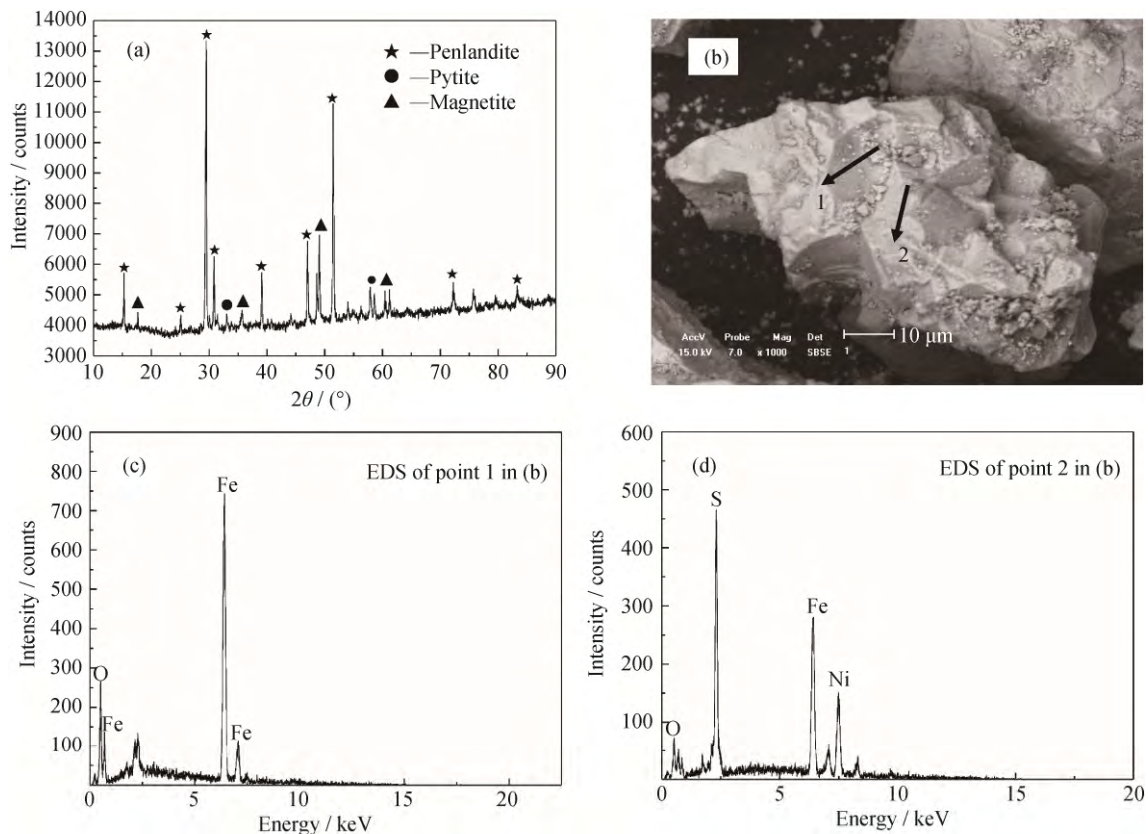 (a)
★ —Penlandite
● —Pytite
▲ —Magnetite
14000
13000
12000
11000
10000
9000
8000
7000
6000
5000
4000
3000
Intensity / counts
10 20 30 40 50 60 70 80 90
2θ / (°)
(b)
1
2
AccV Probe Mag Det
15.0 kV 7.0 x 1000 SBSE 1
10 μm
(c)
EDS of point 1 in (b)
900
800
700
600
500
400
300
200
100
Intensity / counts
Fe
O
Fe
Fe
0 5 10 15 20
Energy / keV
(d)
EDS of point 2 in (b)
600
500
400
300
200
100
Intensity / counts
S
Fe
Ni
O
0 5 10 15 20
Energy / keV